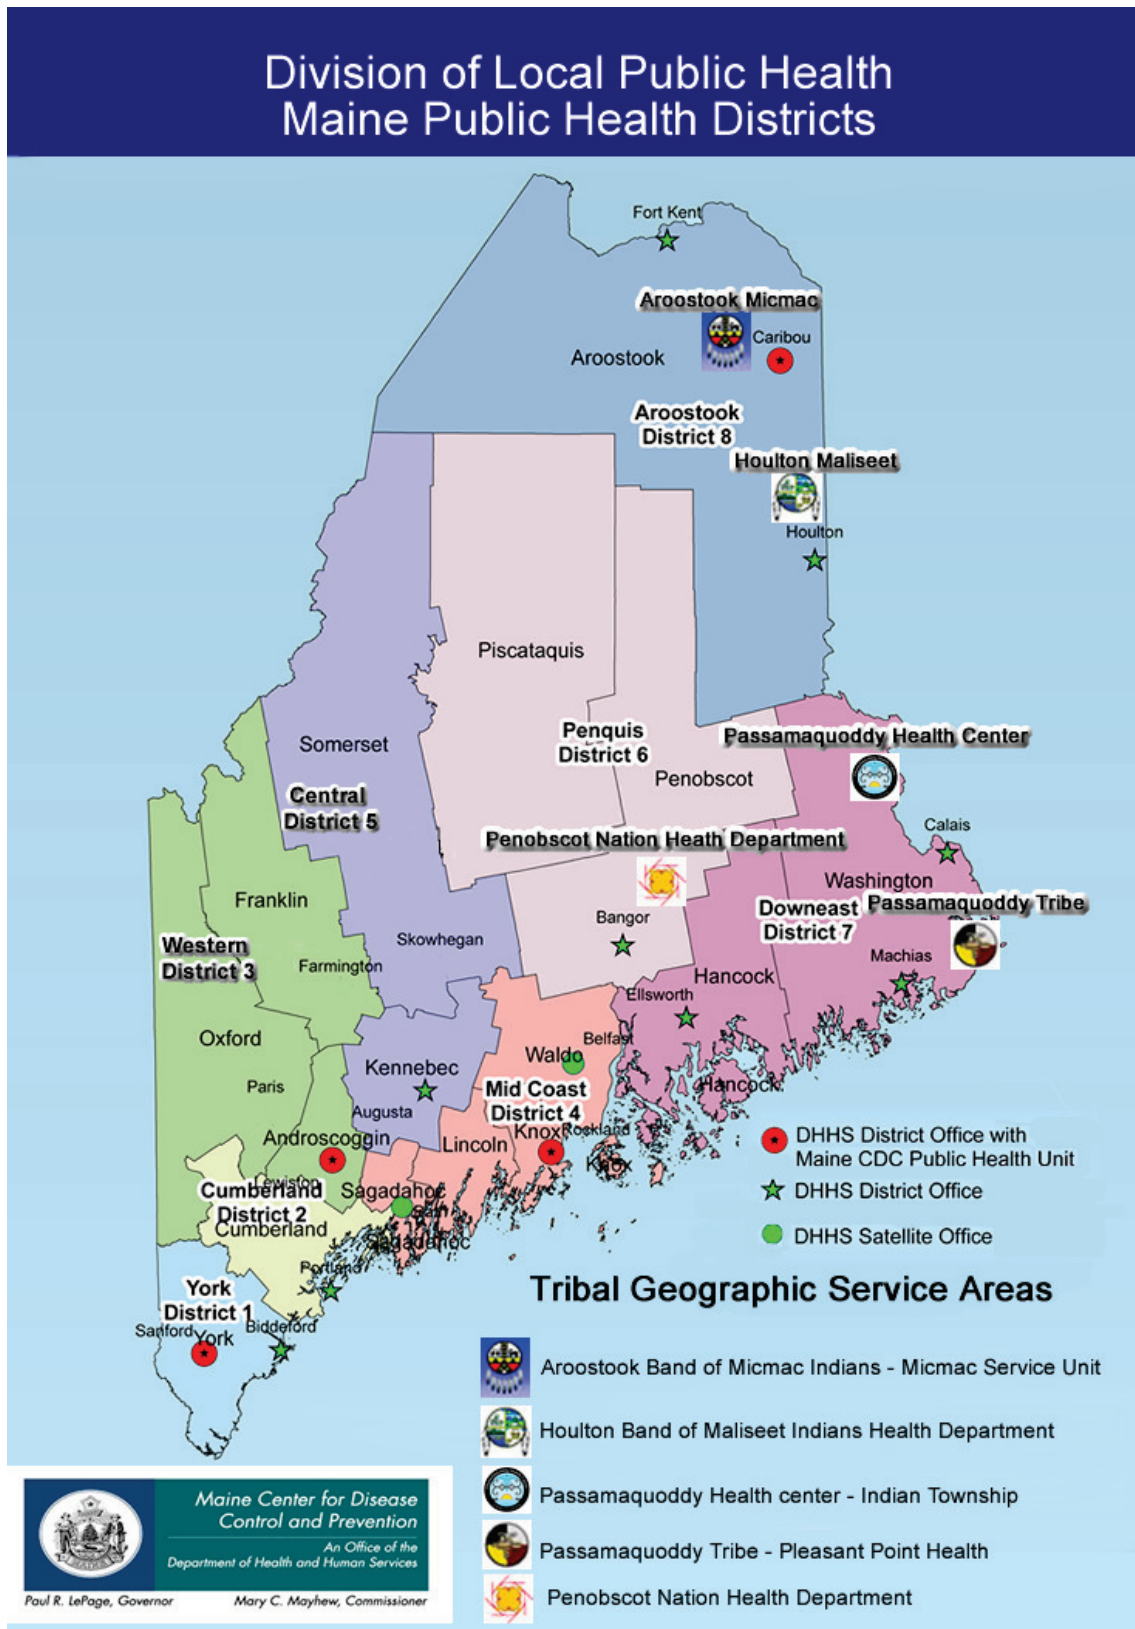 Division of Local Public Health
Maine Public Health Districts
Fort Kent
Aroostook Micmac
Caribou
Aroostook
Aroostook
District 8
Houlton Maliseet
Houlton
Piscataquis
Somerset
Penquis
District 6
Passamaquoddy Health Center
Penobscot
Central
District 5
Calais
Penobscot Nation Heath Department
Washington
Franklin
Passamaquoddy Tribe
Downeast
District 7
Bangor
Skowhegan
Western
District 3
Machias
Farmington
Hancock
Ellsworth
Oxford
Belfast
Waldo
Kennebec
Paris
Hancock
Mid Coast
District 4
Augusta
Knox
Rockland
Androscoggin
Lincoln
Knox
Lewiston
Sagadahoc
Cumberland
District 2
Bath
Cumberland
Sagadahoc
Portland
York
District 1
Biddeford
Sanford
York
DHHS District Office with
Maine CDC Public Health Unit
DHHS District Office
DHHS Satellite Office
Tribal Geographic Service Areas
Aroostook Band of Micmac Indians - Micmac Service Unit
Houlton Band of Maliseet Indians Health Department
Passamaquoddy Health center - Indian Township
Passamaquoddy Tribe - Pleasant Point Health
Penobscot Nation Health Department
Maine Center for Disease
Control and Prevention
An Office of the
Department of Health and Human Services
Paul R. LePage, Governor
Mary C. Mayhew, Commissioner